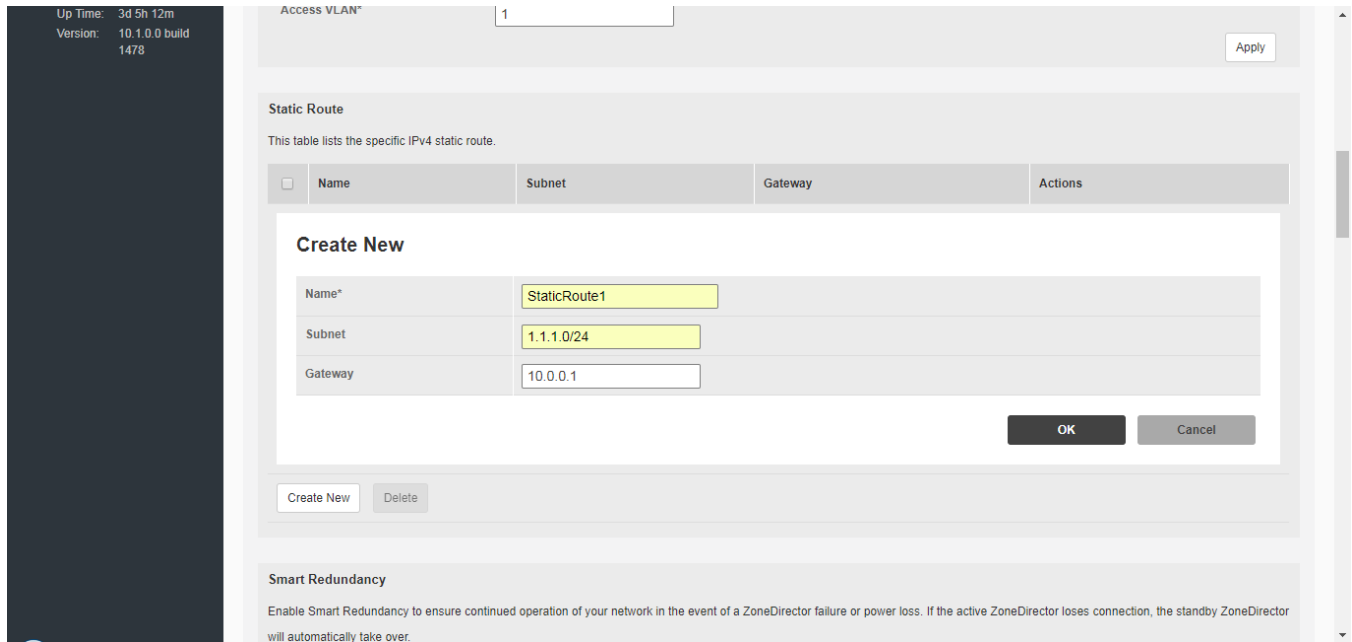 Up Time: 3d 5h 12m
Version: 10.1.0.0 build
1478
Access VLAN*
1
Apply
Static Route
This table lists the specific IPv4 static route.
Name Subnet Gateway Actions
Create New
Name* StaticRoute1
Subnet 1.1.1.0/24
Gateway 10.0.0.1
OK Cancel
Create New Delete
Smart Redundancy
Enable Smart Redundancy to ensure continued operation of your network in the event of a ZoneDirector failure or power loss. If the active ZoneDirector loses connection, the standby ZoneDirector
will automatically take over.